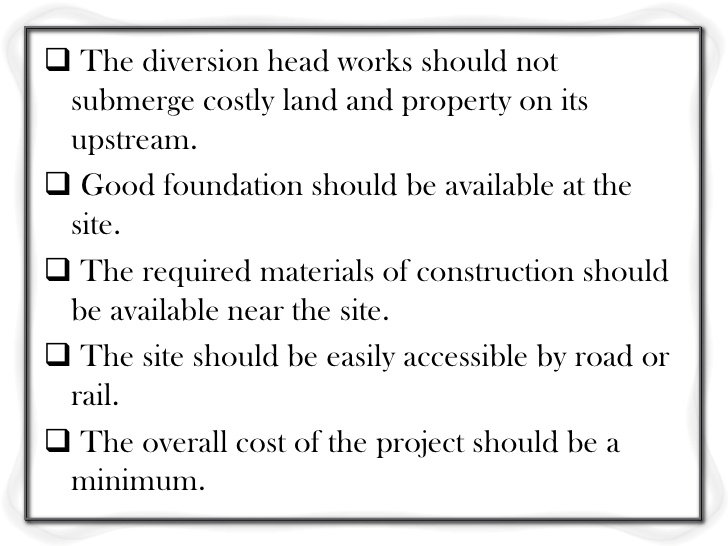 ❑ The diversion head works should not
submerge costly land and property on its
upstream.
❑ Good foundation should be available at the
site.
❑ The required materials of construction should
be available near the site.
❑ The site should be easily accessible by road or
rail.
❑ The overall cost of the project should be a
minimum.